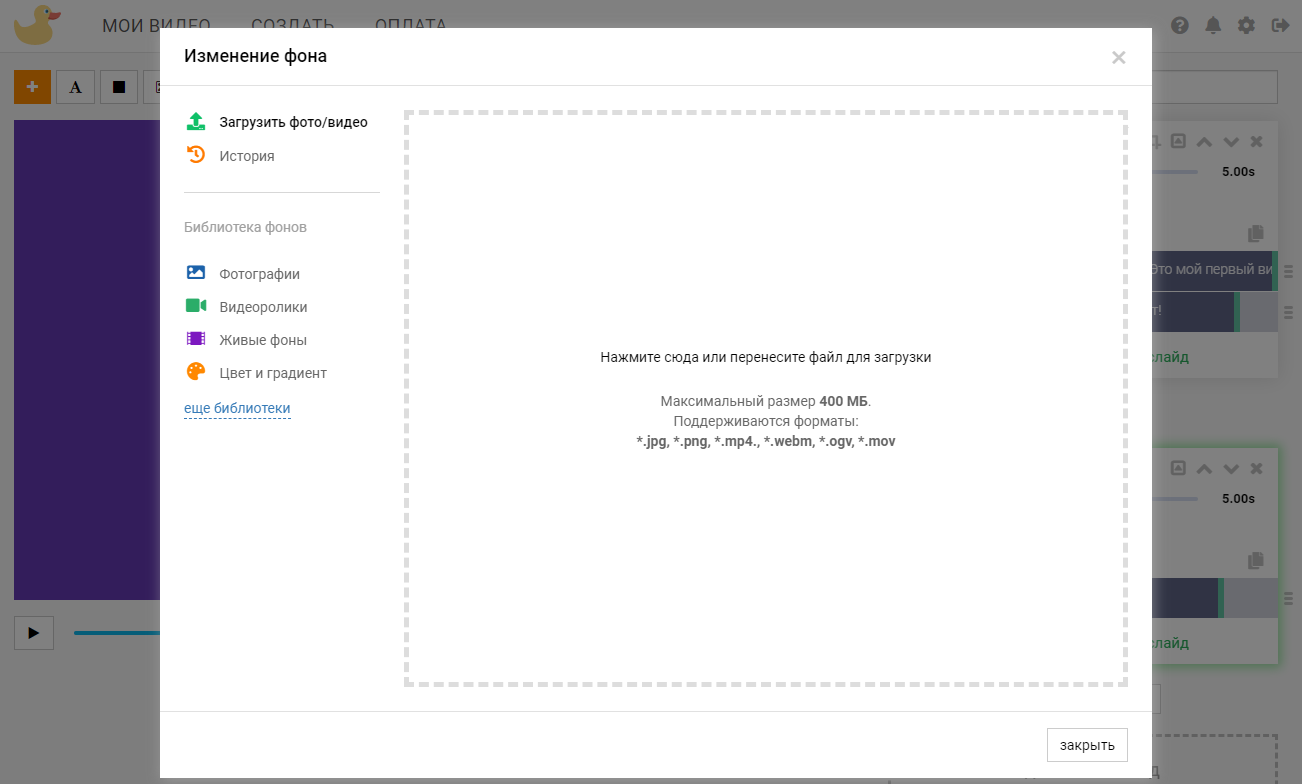 МОИ ВИДЕО СОЗДАТЬ ОПЛАТА
Изменение фона
A
Загрузить фото/видео
История
Библиотека фонов
Фотографии
Видеоролики
Живые фоны
Цвет и градиент
еще библиотеки
Нажмите сюда или перенесите файл для загрузки
Максимальный размер 400 МБ.
Поддерживаются форматы:
*.jpg, *.png, *.mp4., *.webm, *.ogv, *.mov
5.00s
Это мой первый ви
т!
слайд
5.00s
слайд
закрыть